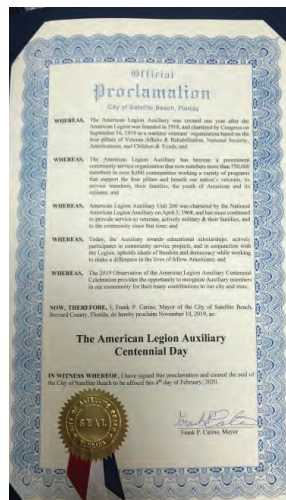 Official
Proclamation
City of Satellite Beach, Florida
WHEREAS, The American Legion Auxiliary was created one year after the
American Legion was founded in 1918, and chartered by Congress on
September 16, 1919 as a wartime veterans' organization based on the
four pillars of Veterans Affairs & Rehabilitation, National Security,
Americanism, and Children & Youth; and
WHEREAS, The American Legion Auxiliary has become a preeminent
community service organization that now numbers more than 750,000
members in over 8,000 communities working a variety of programs
that support the four pillars and benefit our nation's veterans, its
service members, their families, the youth of American and its
citizens; and
WHEREAS, American Legion Auxiliary Unit 200 was chartered by the National
American Legion Auxiliary on April 5, 1968, and has since continued
to provide service to veterans, actively military & their families, and
to the community since that time; and
WHEREAS, Today, the Auxiliary awards educational scholarships, actively
participates in community service projects, and in conjunction with
the Legion, upholds ideals of freedom and democracy while working
to make a difference in the lives of fellow Americans; and
WHEREAS, The 2019 Observation of the American Legion Auxiliary Centennial
Celebration provides the opportunity to recognize Auxiliary members
in our community for their many contributions to our city and state.
NOW, THEREFORE, I, Frank P. Catino, Mayor of the City of Satellite Beach,
Brevard County, Florida, do hereby proclaim November 10, 2019, as:
The American Legion Auxiliary
Centennial Day
IN WITNESS WHEREOF, I have signed this proclamation and caused the seal of
the City of Satellite Beach to be affixed this 4th day of February, 2020.
Frank P. Catino, Mayor
SEAL